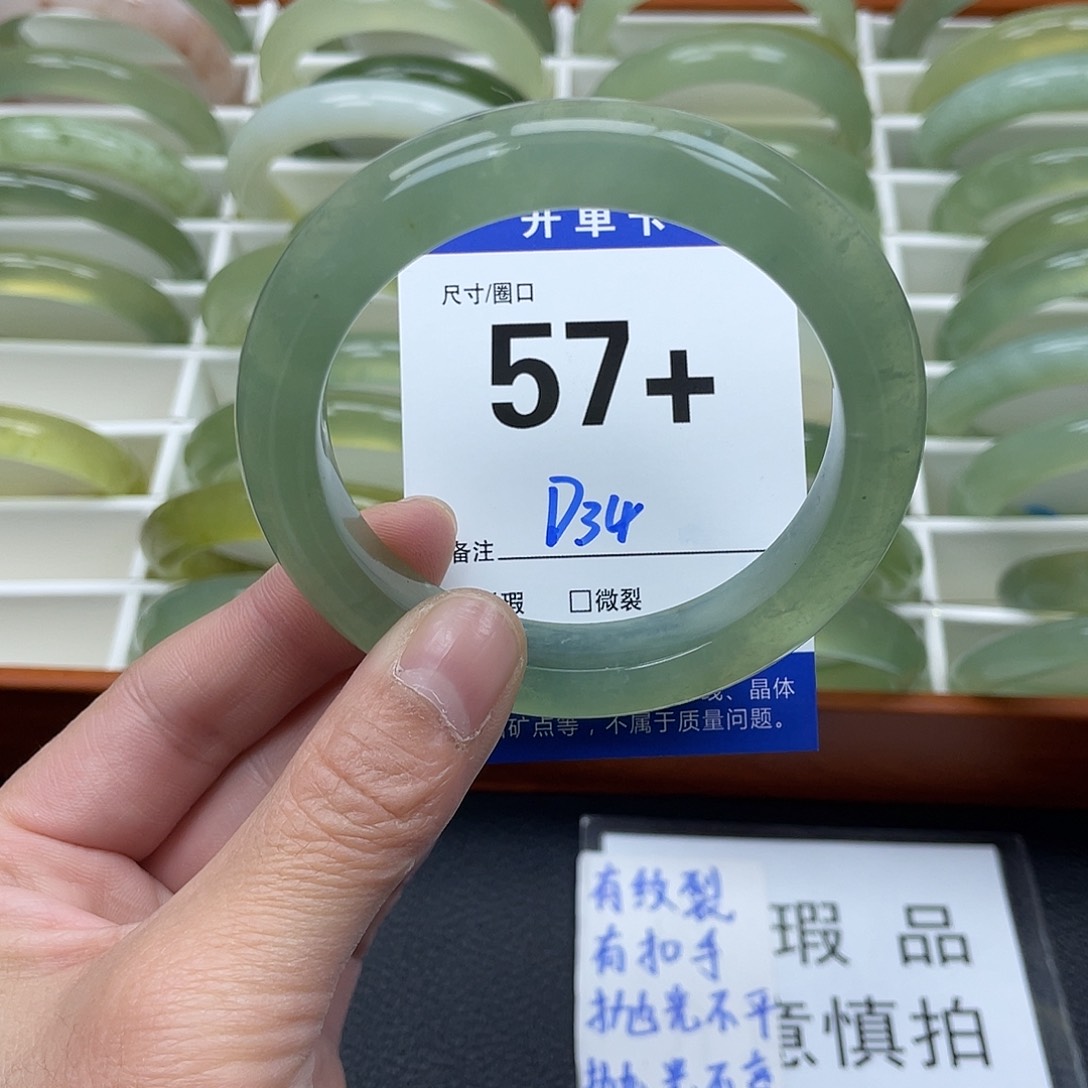 开单卡
尺寸/圈口
57+
D34
备注
瑕 □微裂
线、晶体
矿点等，不属于质量问题。
有纹裂
有扣手
抛光不平
瑕品
意慎拍